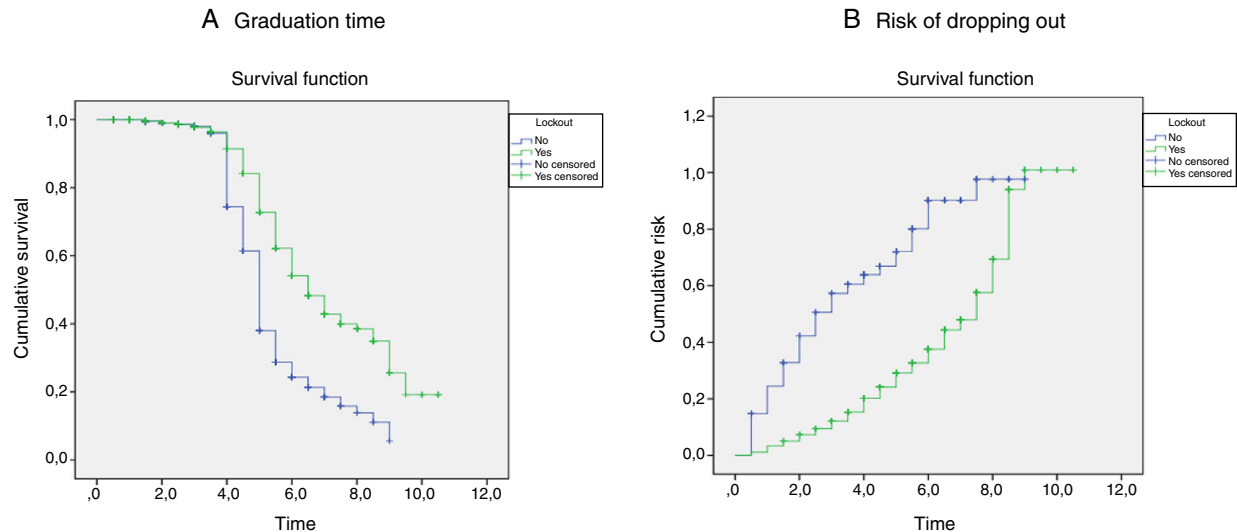 A Graduation time
Survival function
Cumulative survival
1,0
0,8
0,6
0,4
0,2
0,0
,0 2,0 4,0 6,0 8,0 10,0 12,0
Time
Lockout
No
Yes
No censored
Yes censored
B Risk of dropping out
Survival function
Cumulative risk
1,2
1,0
0,8
0,6
0,4
0,2
0,0
,0 2,0 4,0 6,0 8,0 10,0 12,0
Time
Lockout
No
Yes
No censored
Yes censored